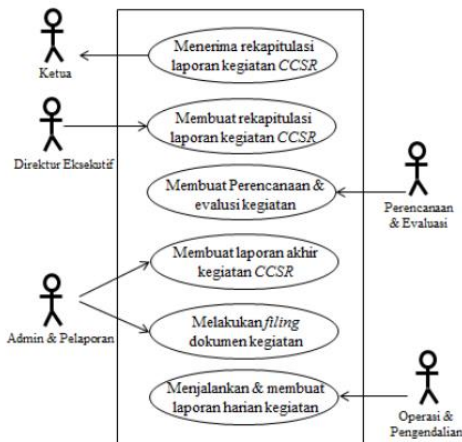 Ketua
Menerima rekapitulasi
laporan kegiatan CCSR
Direktur Eksekutif
Membuat rekapitulasi
laporan kegiatan CCSR
Membuat Perencanaan &
evalusi kegiatan
Perencanaan
& Evaluasi
Membuat laporan akhir
kegiatan CCSR
Admin & Pelaporan
Melakukan filing
dokumen kegiatan
Menjalankan & membuat
laporan harian kegiatan
Operasi &
Pengendalian